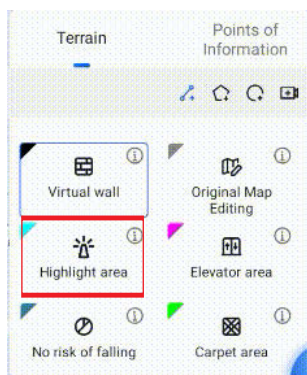 Terrain
Points of
Information
Virtual wall
Original Map
Editing
Highlight area
Elevator area
No risk of falling
Carpet area